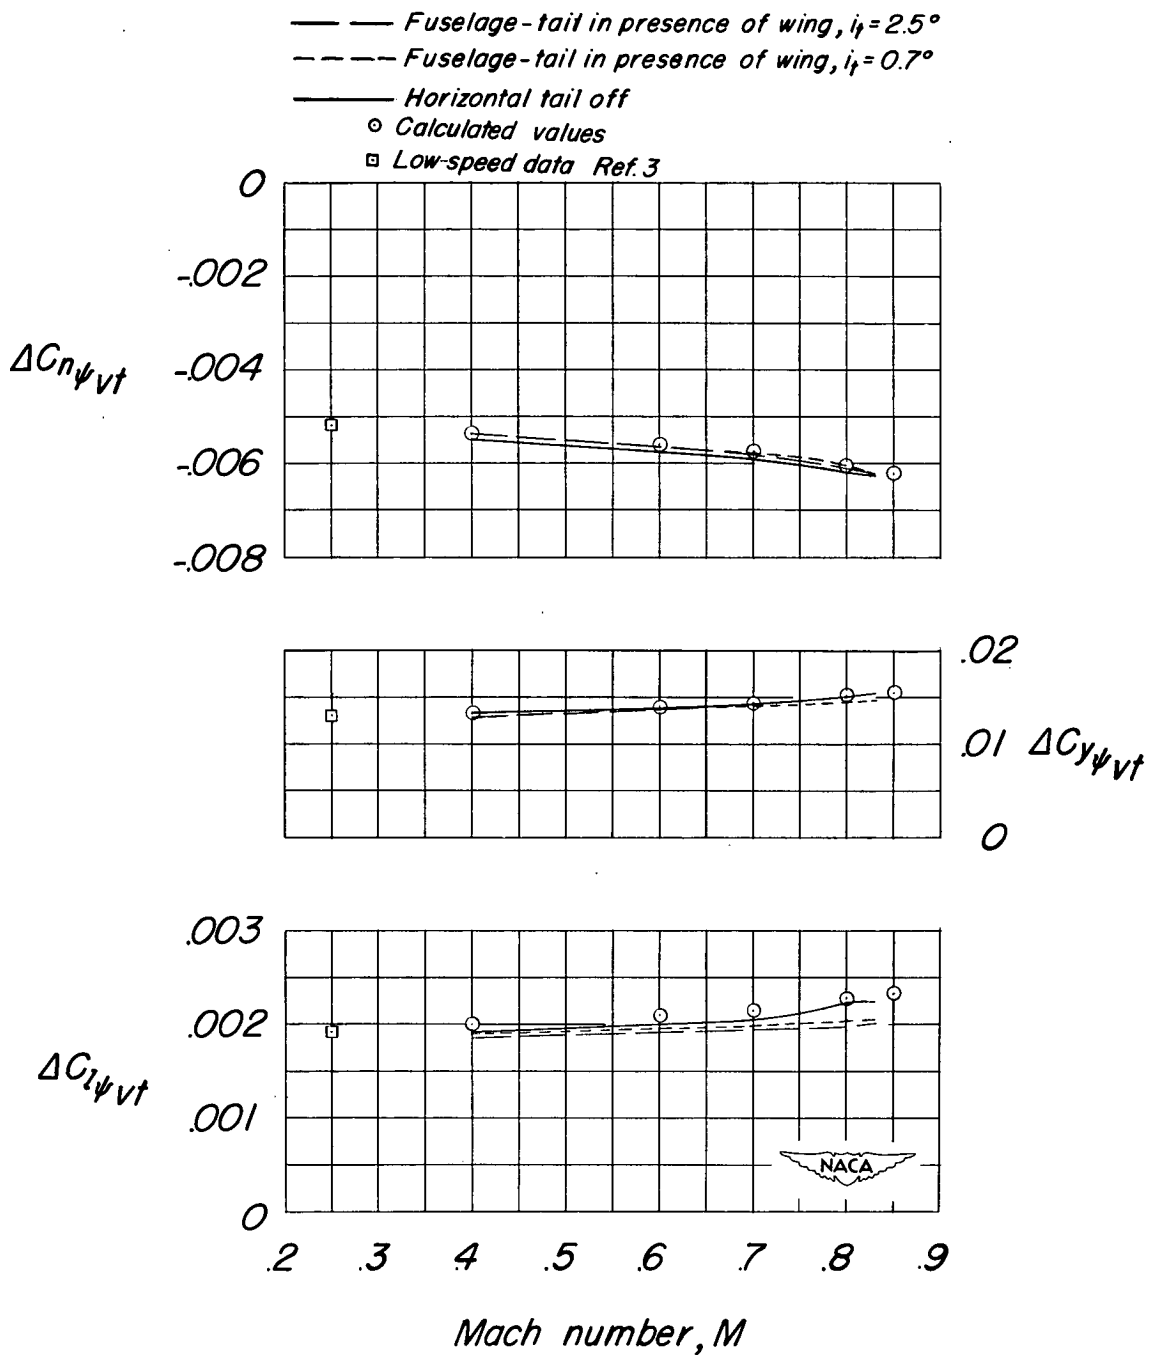 Fuselage-tail in presence of wing, it = 2.5°
Fuselage-tail in presence of wing, it = 0.7°
Horizontal tail off
Calculated values
Low-speed data Ref. 3
0
-.002
-.004
-.006
-.008
ΔCnψvt
.02
.01
0
ΔCyψvt
.003
.002
.001
0
ΔClψvt
NACA
.2 .3 .4 .5 .6 .7 .8 .9
Mach number, M